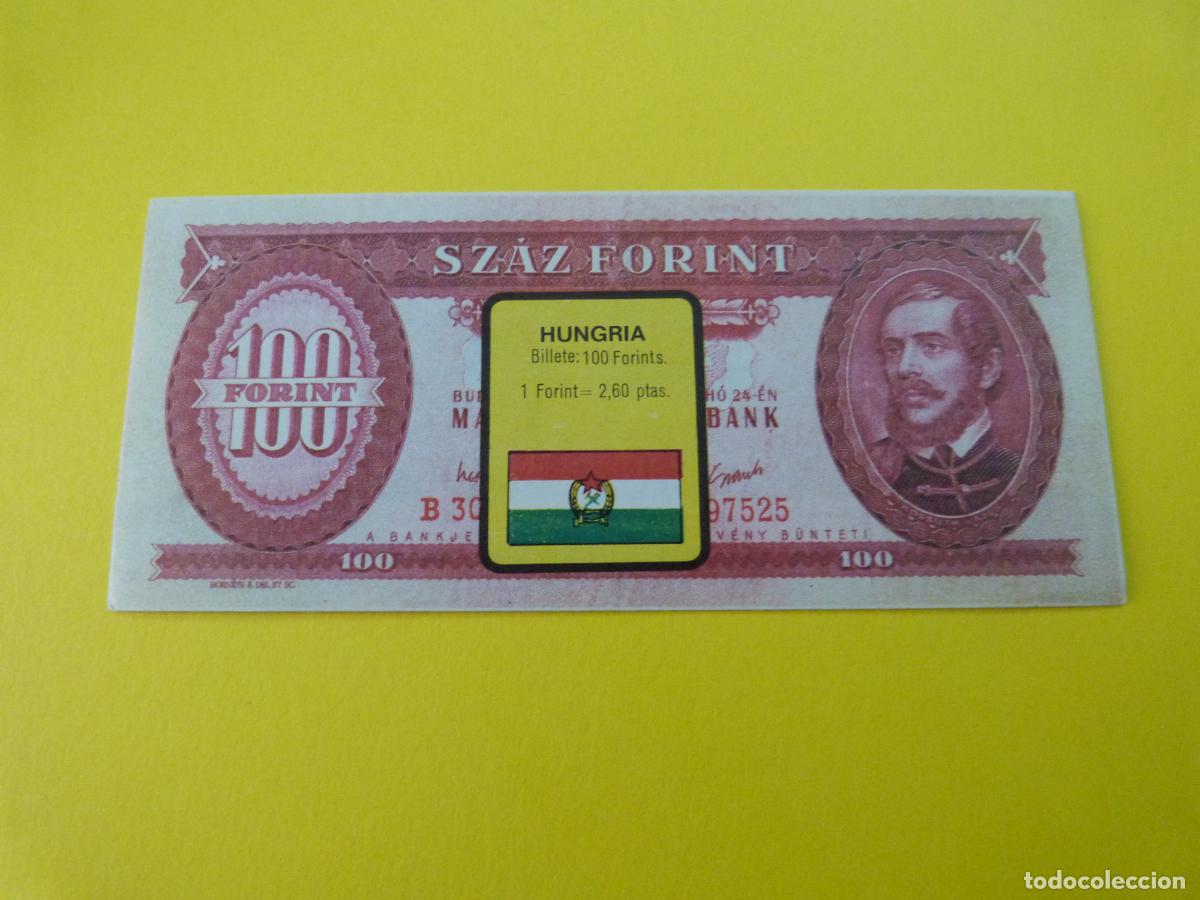 SZÁZ FORINT
100
FORINT
100
HUNGRIA
Billete: 100 Forints.
1 Forint = 2,60 ptas.
HÓ 24-ÉN
BANK
B 30
97525
A BANKJE
VÉNY BÜNTETI
100
100
todocoleccion